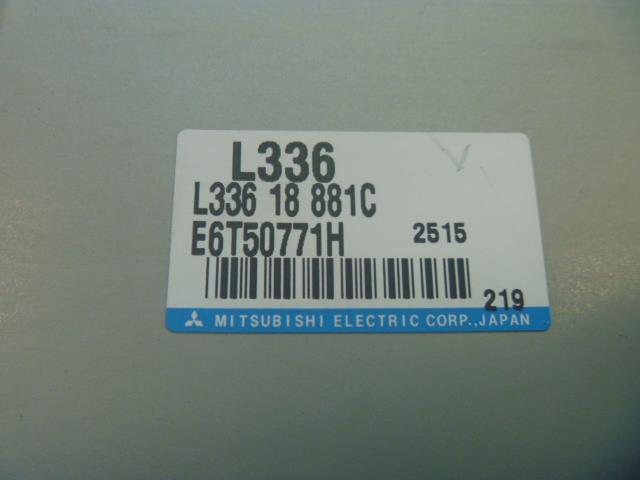 L336
L336 18 881C
E6T50771H 2515
219
MITSUBISHI ELECTRIC CORP., JAPAN